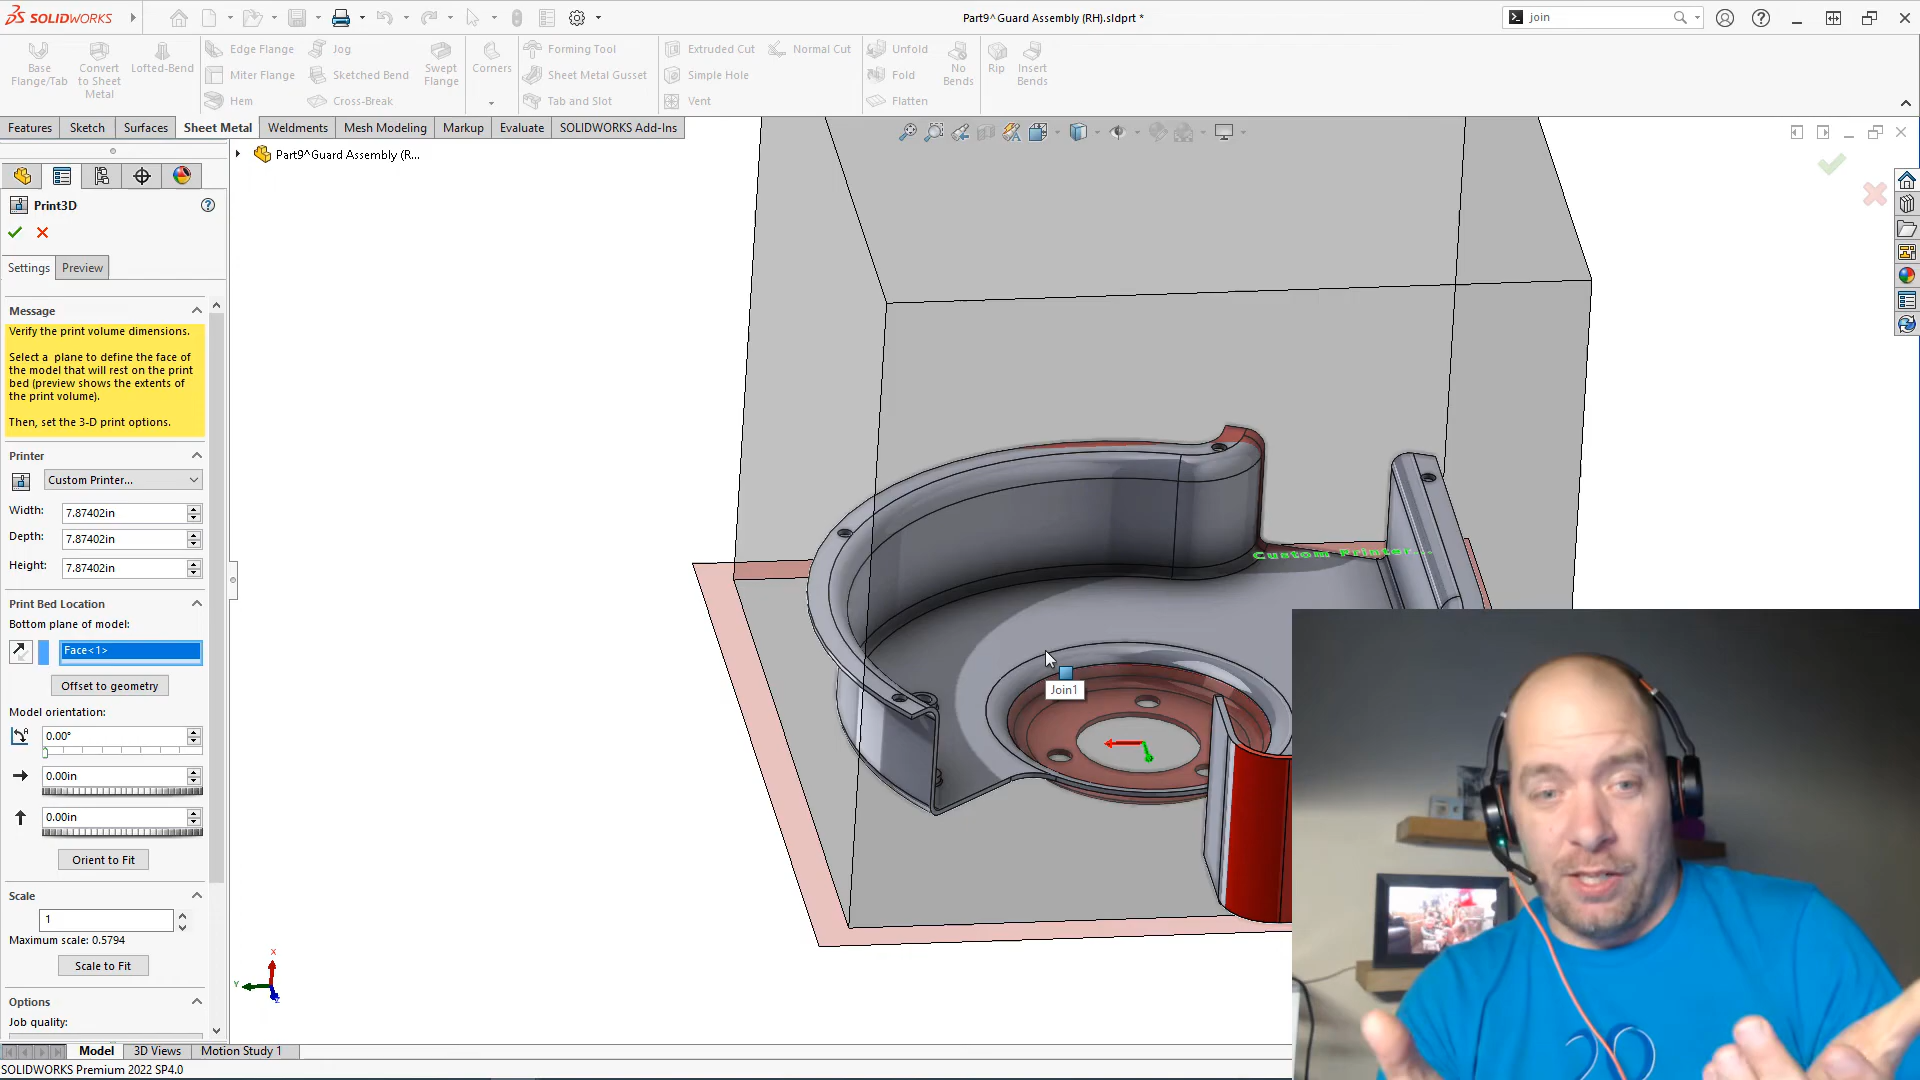 SOLIDWORKS
Part9^Guard Assembly (RH).sldprt *
join
Base Flange/Tab
Convert to Sheet Metal
Lofted-Bend
Edge Flange
Miter Flange
Hem
Jog
Sketched Bend
Cross-Break
Swept Flange
Corners
Forming Tool
Sheet Metal Gusset
Tab and Slot
Extruded Cut
Simple Hole
Vent
Normal Cut
Unfold
Fold
Flatten
No Bends
Rip
Insert Bends
Features
Sketch
Surfaces
Sheet Metal
Weldments
Mesh Modeling
Markup
Evaluate
SOLIDWORKS Add-Ins
Part9^Guard Assembly (R...
Print3D
Settings
Preview
Message
Verify the print volume dimensions.
Select a plane to define the face of
the model that will rest on the print
bed (preview shows the extents of
the print volume).
Then, set the 3-D print options.
Printer
Custom Printer...
Width: 7.87402in
Depth: 7.87402in
Height: 7.87402in
Print Bed Location
Bottom plane of model:
Face<1>
Offset to geometry
Model orientation:
0.00°
0.00in
0.00in
Orient to Fit
Scale
1
Maximum scale: 0.5794
Scale to Fit
Options
Job quality:
Custom Printer...
Join1
X
Y
Z
Model
3D Views
Motion Study 1
SOLIDWORKS Premium 2022 SP4.0